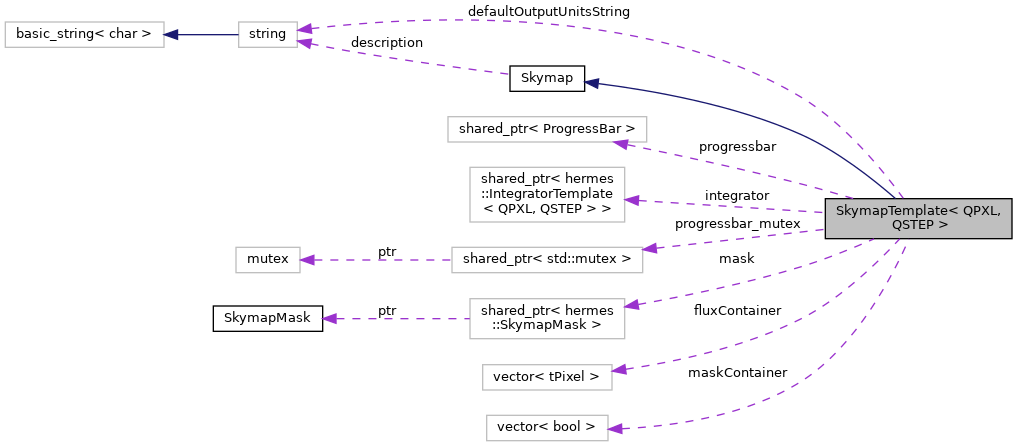 defaultOutputUnitsString
basic_string< char >
string
description
Skymap
shared_ptr< ProgressBar >
progressbar
shared_ptr< hermes
::IntegratorTemplate
< QPXL, QSTEP > >
integrator
SkymapTemplate< QPXL,
QSTEP >
progressbar_mutex
mutex
ptr
shared_ptr< std::mutex >
mask
SkymapMask
ptr
shared_ptr< hermes
::SkymapMask >
fluxContainer
vector< tPixel >
maskContainer
vector< bool >